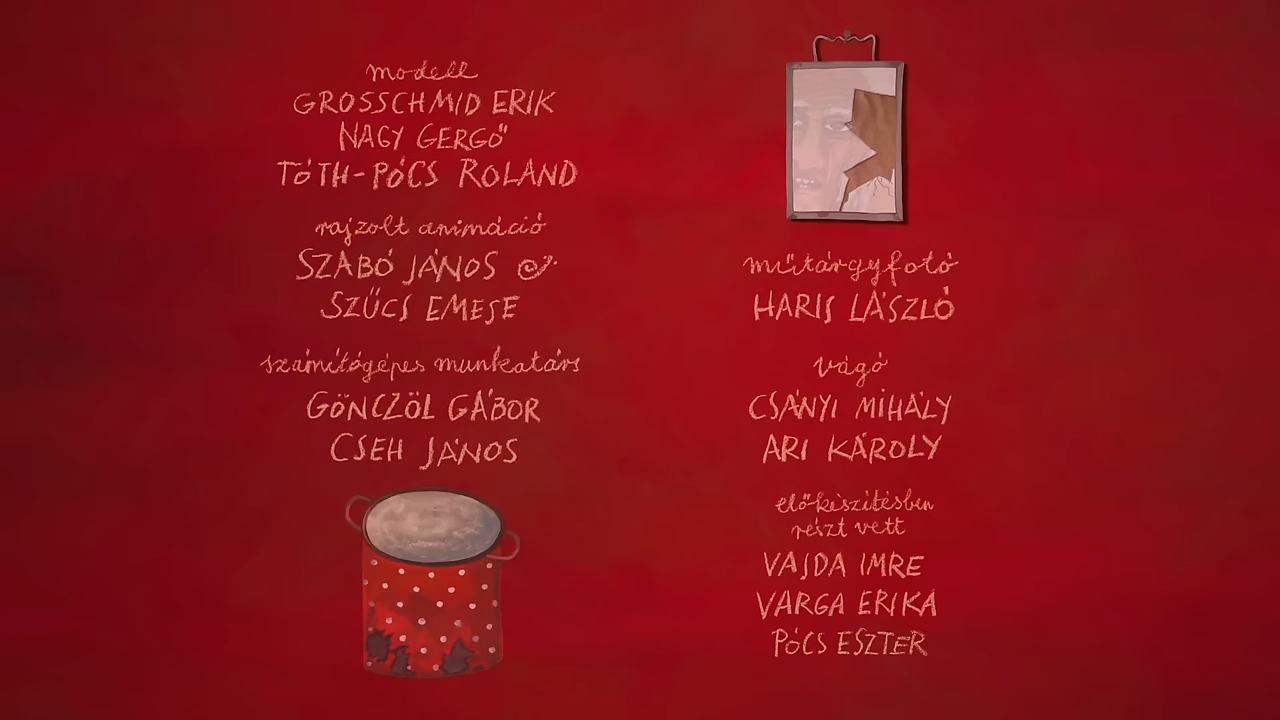 modell
GROSSCHMID ERIK
NAGY GERGŐ
TÓTH-PÓCS ROLAND
rajzolt animáció
SZABÓ JÁNOS
SZŰCS EMESE
számítógépes munkatárs
GÖNCZÖL GÁBOR
CSEH JÁNOS
műtárgyfotó
HARIS LÁSZLÓ
vágó
CSÁNYI MIHÁLY
ARI KÁROLY
előkészítésben
részt vett
VAJDA IMRE
VARGA ERIKA
PÓCS ESZTER